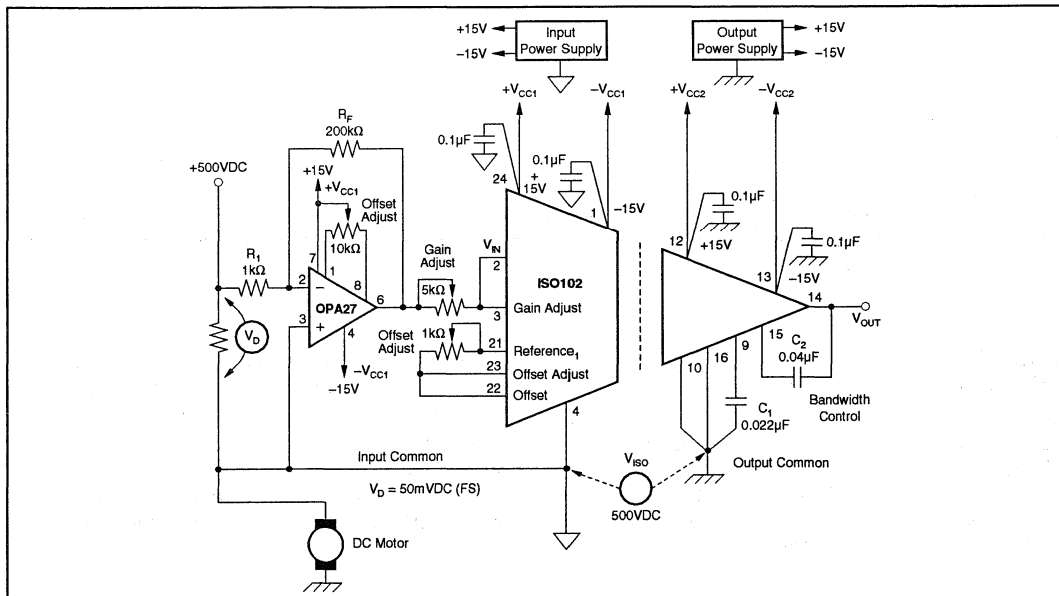 +15V
–15V
Input
Power Supply
Output
Power Supply
+15V
–15V
+VCC1
–VCC1
+VCC2
–VCC2
RF
200kΩ
0.1µF
0.1µF
+500VDC
+15V
+VCC1
Offset
Adjust
10kΩ
24
+
15V
1
–15V
0.1µF
12
+15V
0.1µF
13
–15V
R1
1kΩ
7
1
8
2
–
OPA27
6
3
+
4
VD
–VCC1
–15V
Gain
Adjust
5kΩ
VIN
2
ISO102
3
Gain Adjust
Offset
Adjust
1kΩ
21
Reference1
23
Offset Adjust
22
Offset
4
14
VOUT
15
C2
0.04µF
9
16
10
Bandwidth
Control
C1
0.022µF
Input Common
VISO
Output Common
VD = 50mVDC (FS)
500VDC
DC Motor